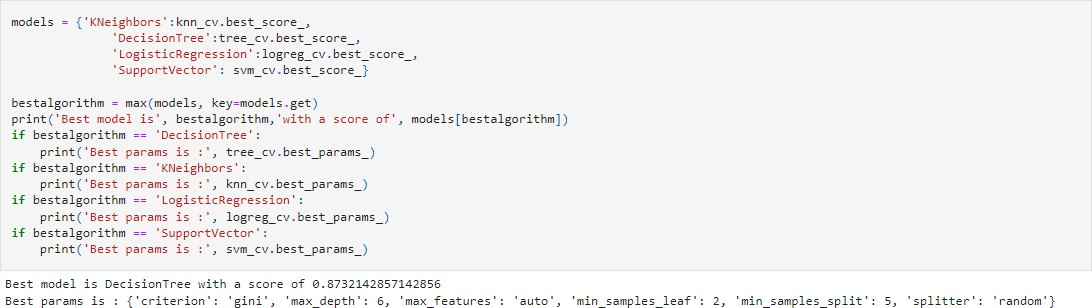 models = {'KNeighbors':knn_cv.best_score_,
              'DecisionTree':tree_cv.best_score_,
              'LogisticRegression':logreg_cv.best_score_,
              'SupportVector': svm_cv.best_score_}
bestalgorithm = max(models, key=models.get)
print('Best model is', bestalgorithm,'with a score of', models[bestalgorithm])
if bestalgorithm == 'DecisionTree':
    print('Best params is :', tree_cv.best_params_)
if bestalgorithm == 'KNeighbors':
    print('Best params is :', knn_cv.best_params_)
if bestalgorithm == 'LogisticRegression':
    print('Best params is :', logreg_cv.best_params_)
if bestalgorithm == 'SupportVector':
    print('Best params is :', svm_cv.best_params_)
Best model is DecisionTree with a score of 0.8732142857142856
Best params is : {'criterion': 'gini', 'max_depth': 6, 'max_features': 'auto', 'min_samples_leaf': 2, 'min_samples_split': 5, 'splitter': 'random'}